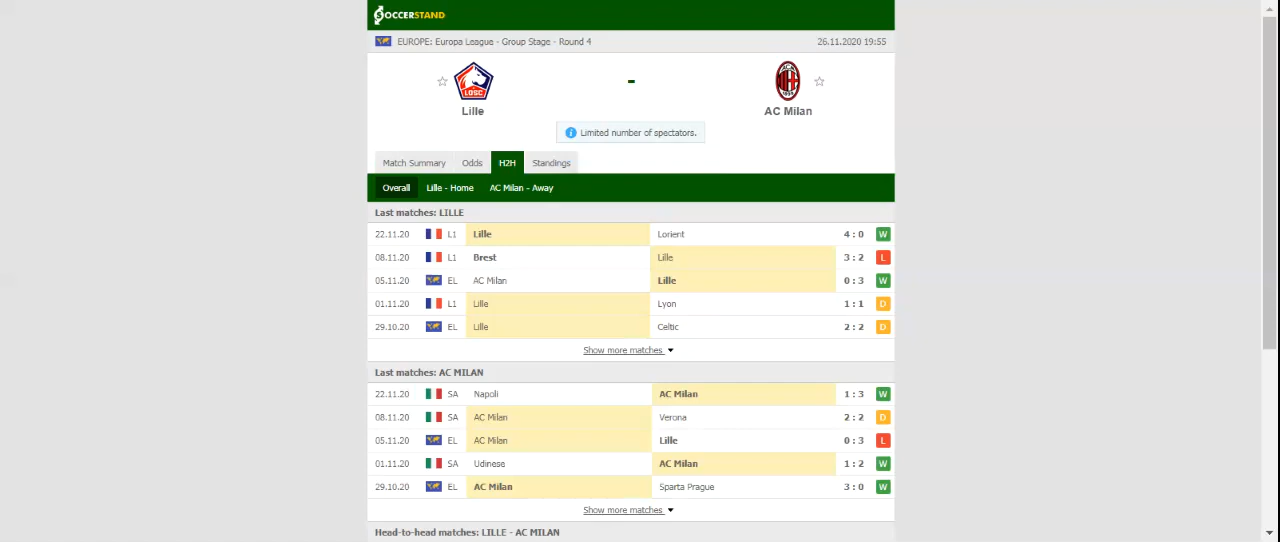 SOCCERSTAND
EUROPE: Europa League - Group Stage - Round 4 26.11.2020 19:55
LOSC ACM 1899
-
Lille AC Milan
Limited number of spectators.
Match Summary Odds H2H Standings
Overall Lille - Home AC Milan - Away
Last matches: LILLE
22.11.20 L1 Lille Lorient 4 : 0 W
08.11.20 L1 Brest Lille 3 : 2 L
05.11.20 EL AC Milan Lille 0 : 3 W
01.11.20 L1 Lille Lyon 1 : 1 D
29.10.20 EL Lille Celtic 2 : 2 D
Show more matches
Last matches: AC MILAN
22.11.20 SA Napoli AC Milan 1 : 3 W
08.11.20 SA AC Milan Verona 2 : 2 D
05.11.20 EL AC Milan Lille 0 : 3 L
01.11.20 SA Udinese AC Milan 1 : 2 W
29.10.20 EL AC Milan Sparta Prague 3 : 0 W
Show more matches
Head-to-head matches: LILLE - AC MILAN